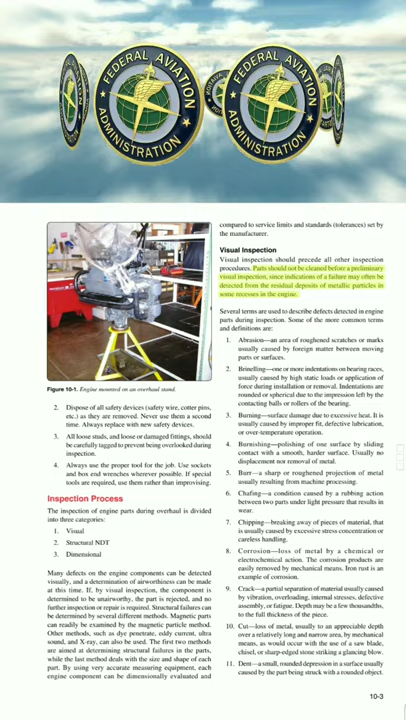 FEDERAL AVIATION
ADMINISTRATION
FEDERAL AVIATION
ADMINISTRATION
Figure 10-1. Engine mounted on an overhaul stand.
2. Dispose of all safety devices (safety wire, cotter pins,
etc.) as they are removed. Never use them a second
time. Always replace with new safety devices.
3. All loose studs, and loose or damaged fittings, should
be carefully tagged to prevent being overlooked during
inspection.
4. Always use the proper tool for the job. Use sockets
and box end wrenches wherever possible. If special
tools are required, use them rather than improvising.
Inspection Process
The inspection of engine parts during overhaul is divided
into three categories:
1. Visual
2. Structural NDT
3. Dimensional
Many defects on the engine components can be detected
visually, and a determination of airworthiness can be made
at this time. If, by visual inspection, the component is
determined to be unairworthy, the part is rejected, and no
further inspection or repair is required. Structural failures can
be determined by several different methods. Magnetic parts
can readily be examined by the magnetic particle method.
Other methods, such as dye penetrate, eddy current, ultra
sound, and X-ray, can also be used. The first two methods
are aimed at determining structural failures in the parts,
while the last method deals with the size and shape of each
part. By using very accurate measuring equipment, each
engine component can be dimensionally evaluated and
compared to service limits and standards (tolerances) set by
the manufacturer.
Visual Inspection
Visual inspection should precede all other inspection
procedures. Parts should not be cleaned before a preliminary
visual inspection, since indications of a failure may often be
detected from the residual deposits of metallic particles in
some recesses in the engine.
Several terms are used to describe defects detected in engine
parts during inspection. Some of the more common terms
and definitions are:
1. Abrasion—an area of roughened scratches or marks
usually caused by foreign matter between moving
parts or surfaces.
2. Brinelling—one or more indentations on bearing races,
usually caused by high static loads or application of
force during installation or removal. Indentations are
rounded or spherical due to the impression left by the
contacting balls or rollers of the bearing.
3. Burning—surface damage due to excessive heat. It is
usually caused by improper fit, defective lubrication,
or over-temperature operation.
4. Burnishing—polishing of one surface by sliding
contact with a smooth, harder surface. Usually no
displacement nor removal of metal.
5. Burr—a sharp or roughened projection of metal
usually resulting from machine processing.
6. Chafing—a condition caused by a rubbing action
between two parts under light pressure that results in
wear.
7. Chipping—breaking away of pieces of material, that
is usually caused by excessive stress concentration or
careless handling.
8. Corrosion—loss of metal by a chemical or
electrochemical action. The corrosion products are
easily removed by mechanical means. Iron rust is an
example of corrosion.
9. Crack—a partial separation of material usually caused
by vibration, overloading, internal stresses, defective
assembly, or fatigue. Depth may be a few thousandths,
to the full thickness of the piece.
10. Cut—loss of metal, usually to an appreciable depth
over a relatively long and narrow area, by mechanical
means, as would occur with the use of a saw blade,
chisel, or sharp-edged stone striking a glancing blow.
11. Dent—a small, rounded depression in a surface usually
caused by the part being struck with a rounded object.
10-3